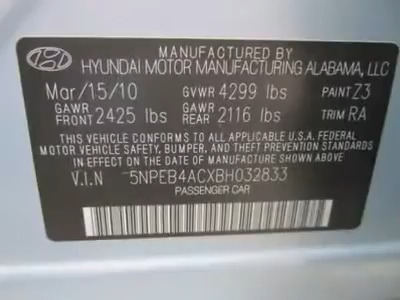 MANUFACTURED BY
HYUNDAI MOTOR MANUFACTURING ALABAMA, LLC
Mar/15/10 GVWR 4299 lbs PAINT Z3
GAWR FRONT 2425 lbs GAWR REAR 2116 lbs TRIM RA
THIS VEHICLE CONFORMS TO ALL APPLICABLE U.S.A FEDERAL
MOTOR VEHICLE SAFETY, BUMPER, AND THEFT PREVENTION
STANDARDS IN EFFECT ON THE DATE OF MANUFACTURE SHOWN ABOVE.
V.I.N 5NPEB4ACXBH032833
PASSENGER CAR